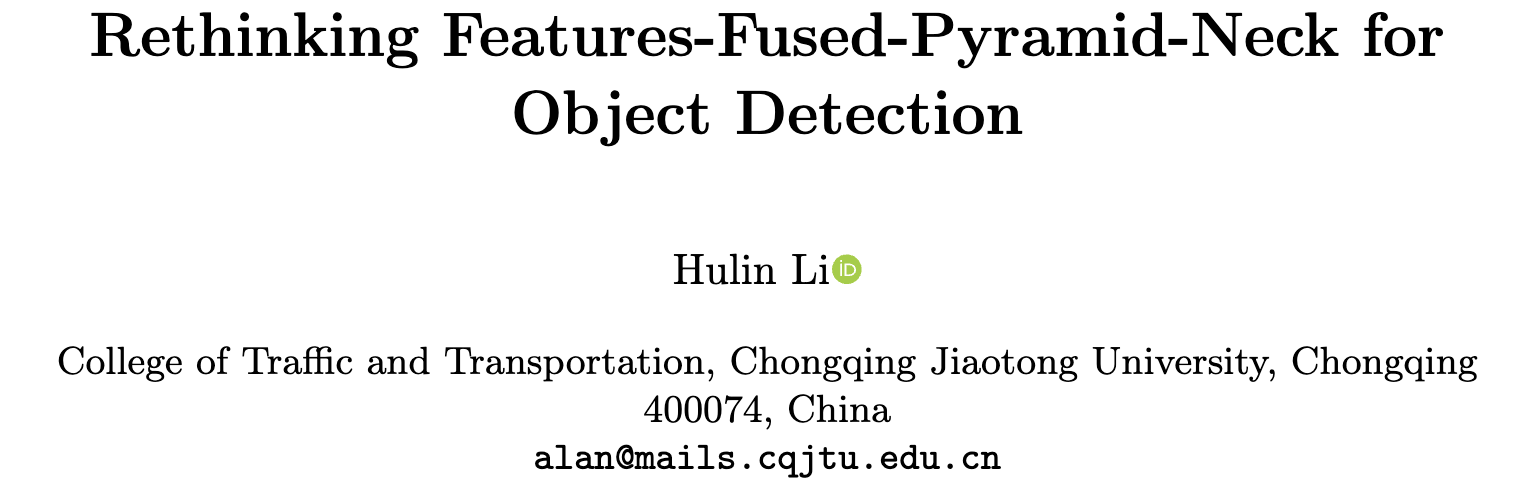 Rethinking Features-Fused-Pyramid-Neck for
Object Detection
Hulin Li iD
College of Traffic and Transportation, Chongqing Jiaotong University, Chongqing
400074, China
alan@mails.cqjtu.edu.cn